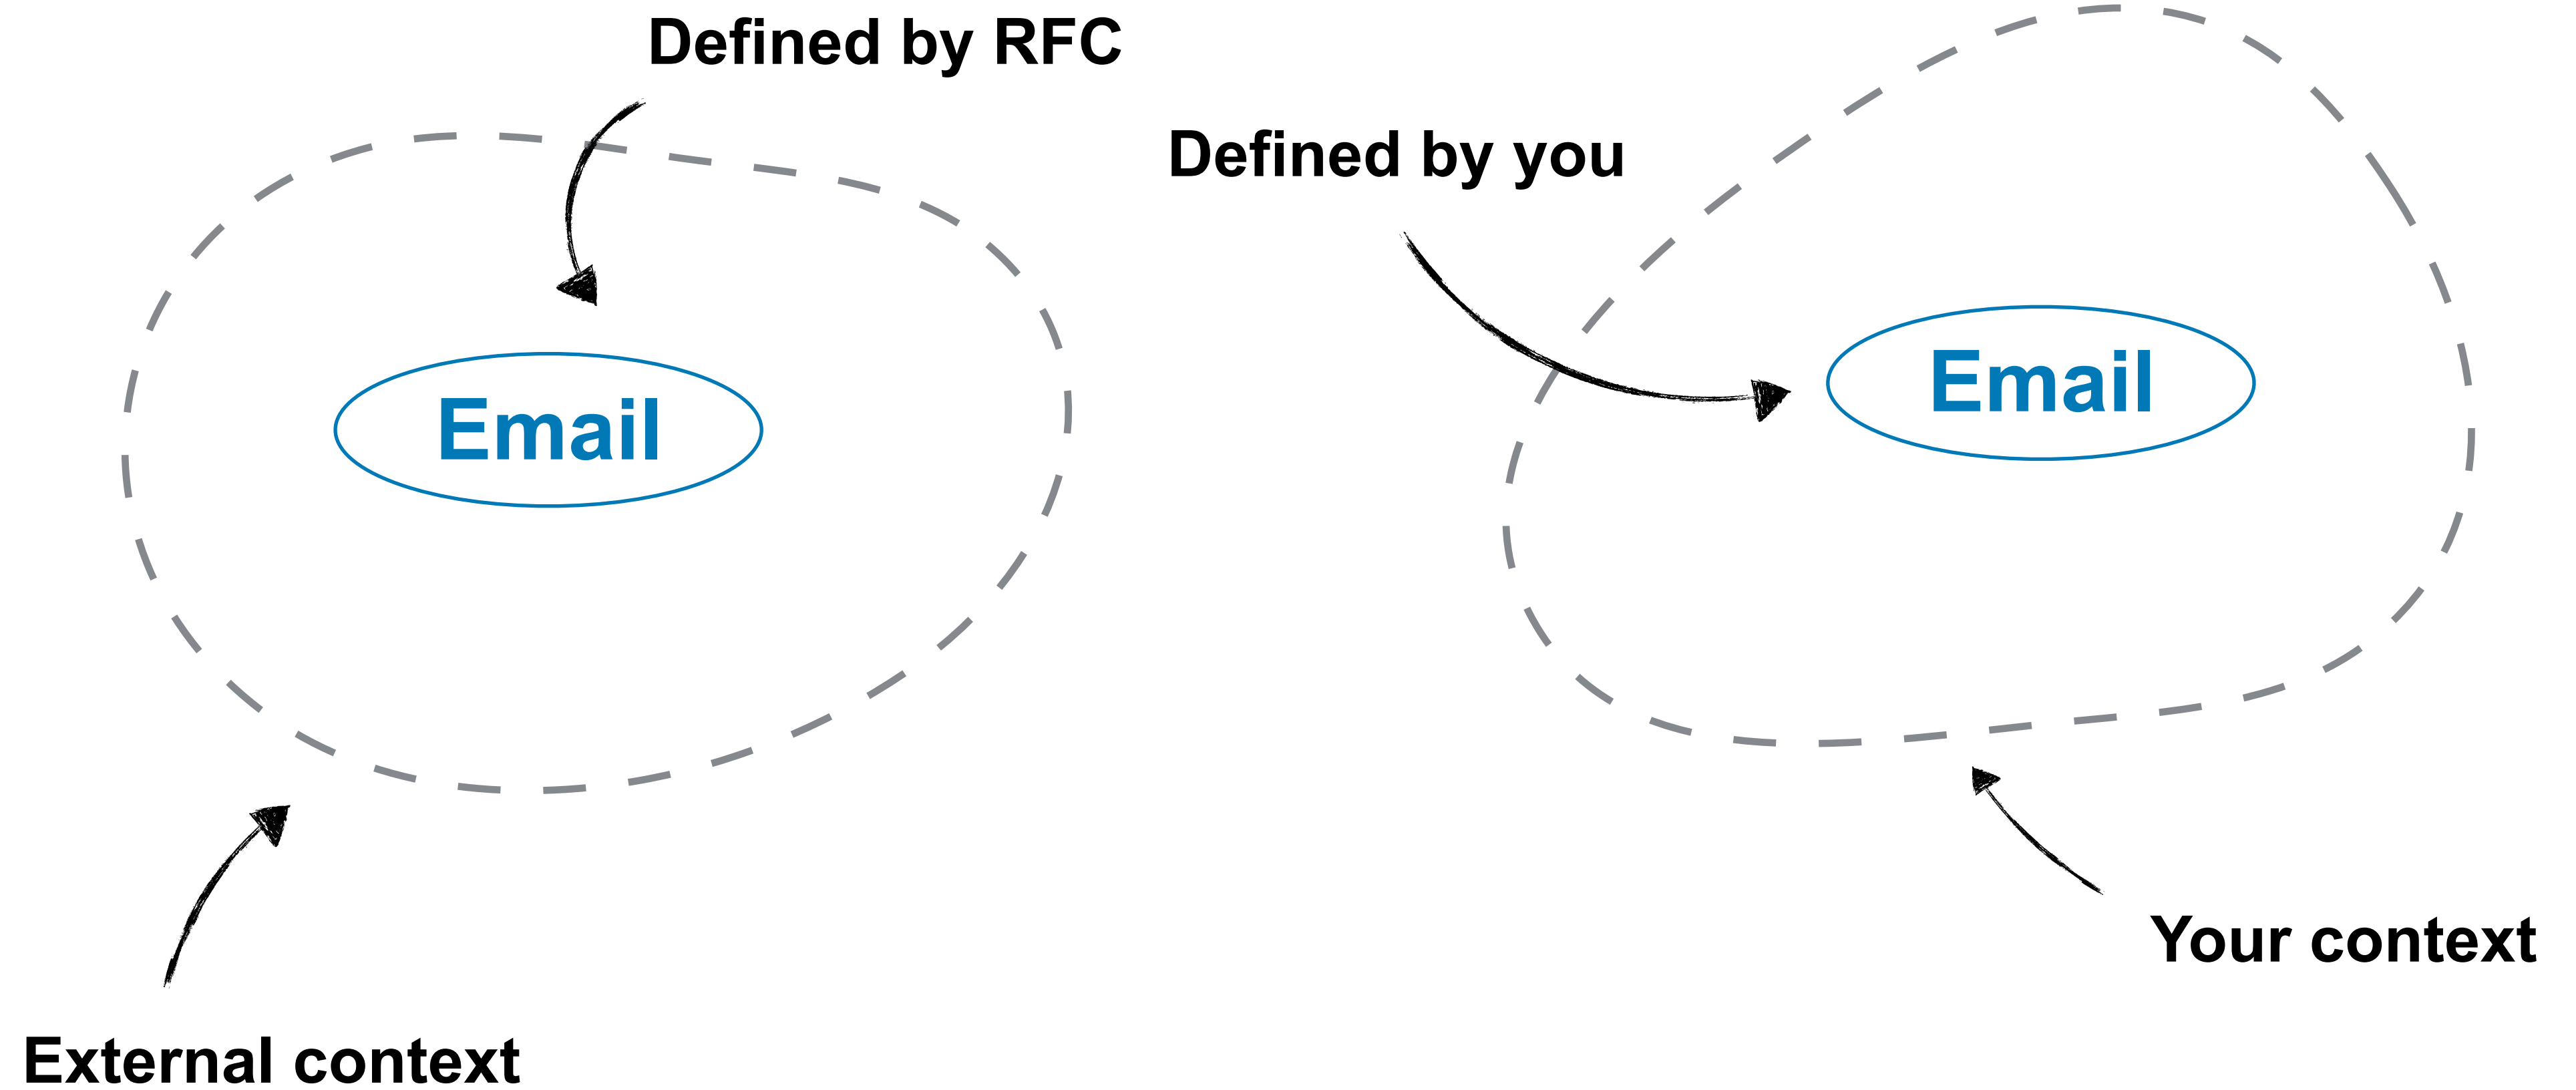 Defined by RFC
Defined by you
Email
Email
Your context
External context